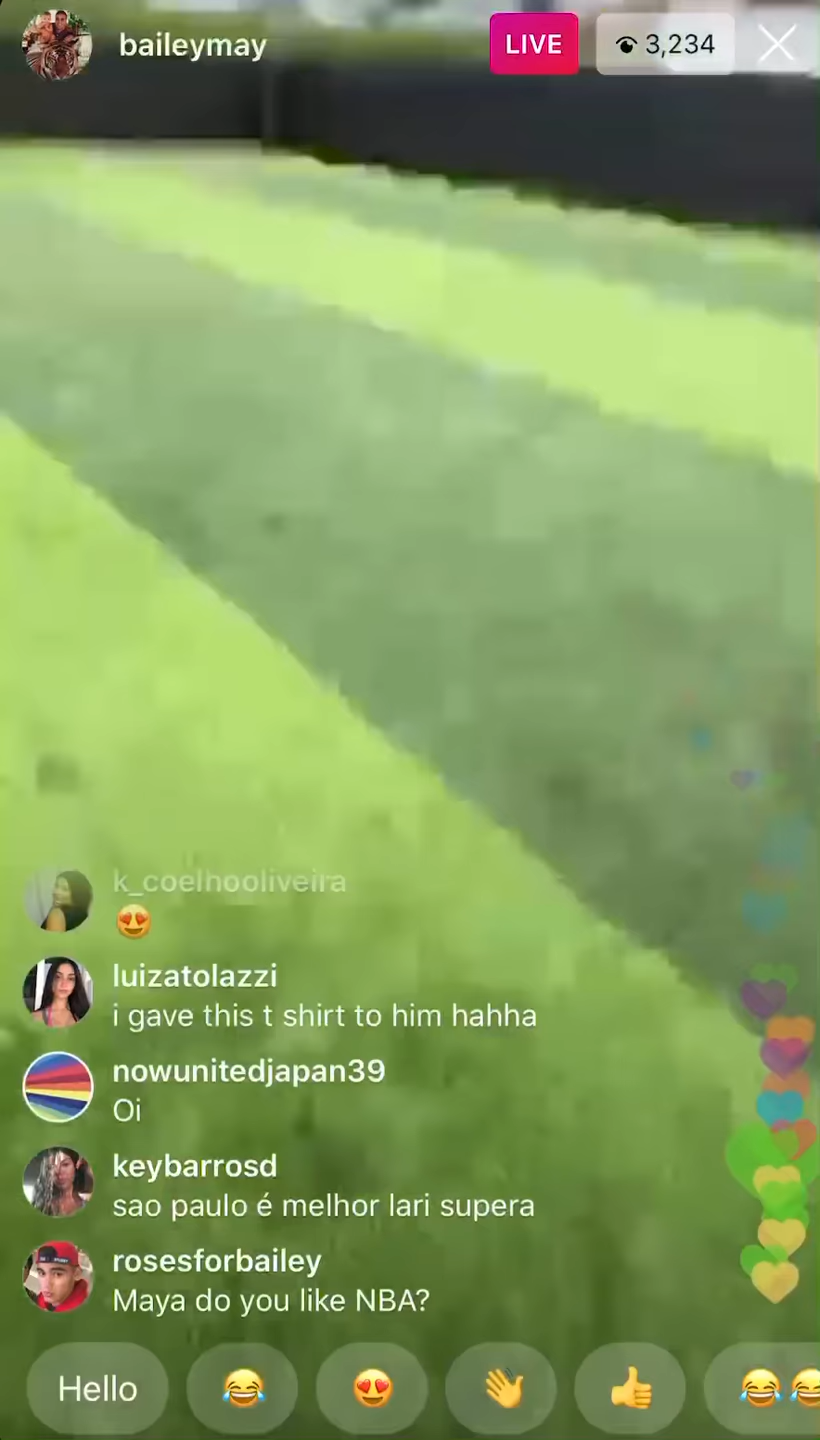 baileymay
LIVE
3,234
k_coelhooliveira
😍
luizatolazzi
i gave this t shirt to him hahha
nowunitedjapan39
Oi
keybarrosd
sao paulo é melhor lari supera
rosesforbailey
Maya do you like NBA?
Hello 😂 😍 👋 👍 😂😂